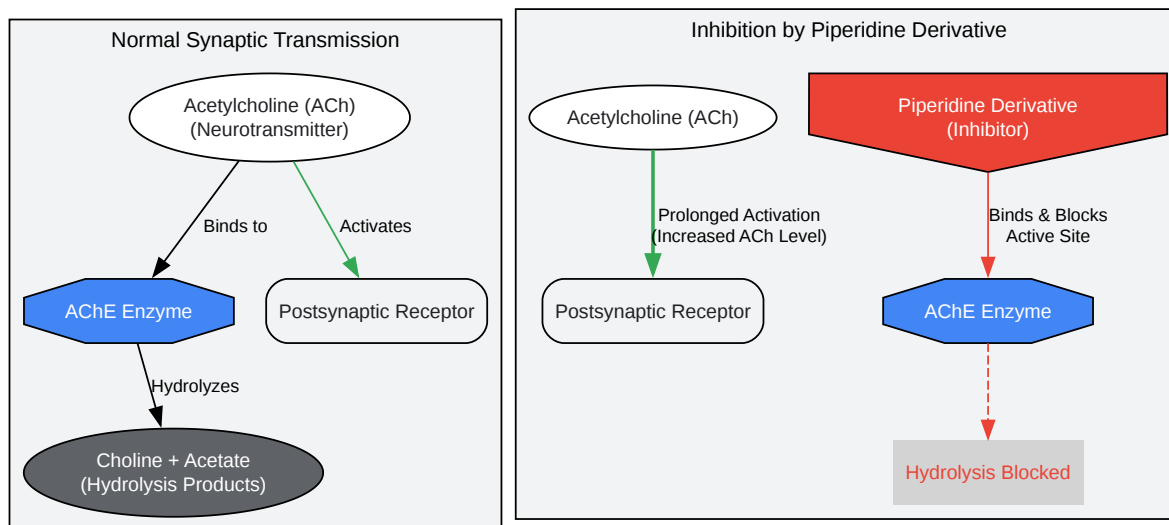 Normal Synaptic Transmission
Acetylcholine (ACh)
(Neurotransmitter)
Binds to
Activates
AChE Enzyme
Postsynaptic Receptor
Hydrolyzes
Choline + Acetate
(Hydrolysis Products)
Inhibition by Piperidine Derivative
Acetylcholine (ACh)
Piperidine Derivative
(Inhibitor)
Prolonged Activation
(Increased ACh Level)
Binds & Blocks
Active Site
Postsynaptic Receptor
AChE Enzyme
Hydrolysis Blocked